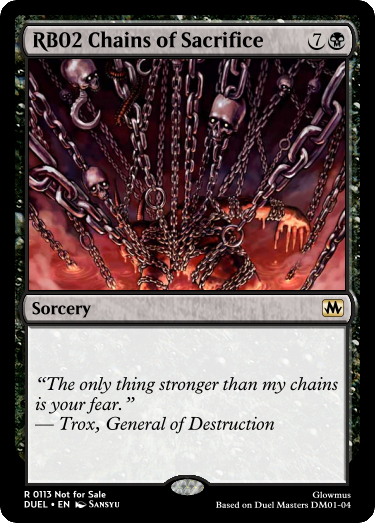 RB02 Chains of Sacrifice 7
Sorcery
“The only thing stronger than my chains
is your fear.”
— Trox, General of Destruction
R 0113 Not for Sale
DUEL • EN Sansyu
Glowmus
Based on Duel Masters DM01-04